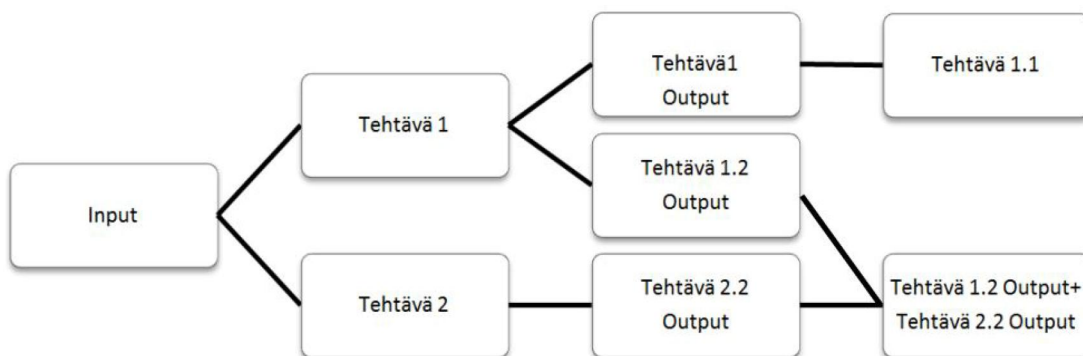 Input
Tehtävä 1
Tehtävä 2
Tehtävä1
Output
Tehtävä 1.2
Output
Tehtävä 2.2
Output
Tehtävä 1.1
Tehtävä 1.2 Output+
Tehtävä 2.2 Output